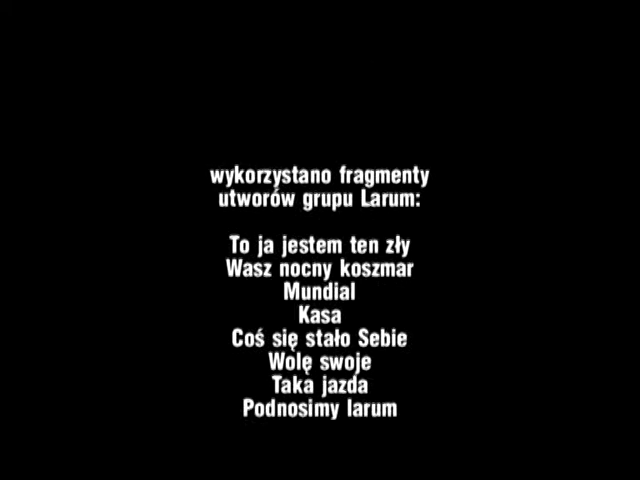 wykorzystano fragmenty
utworów grupu Larum:
To ja jestem ten zły
Wasz nocny koszmar
Mundial
Kasa
Coś się stało Sebie
Wolę swoje
Taka jazda
Podnosimy larum